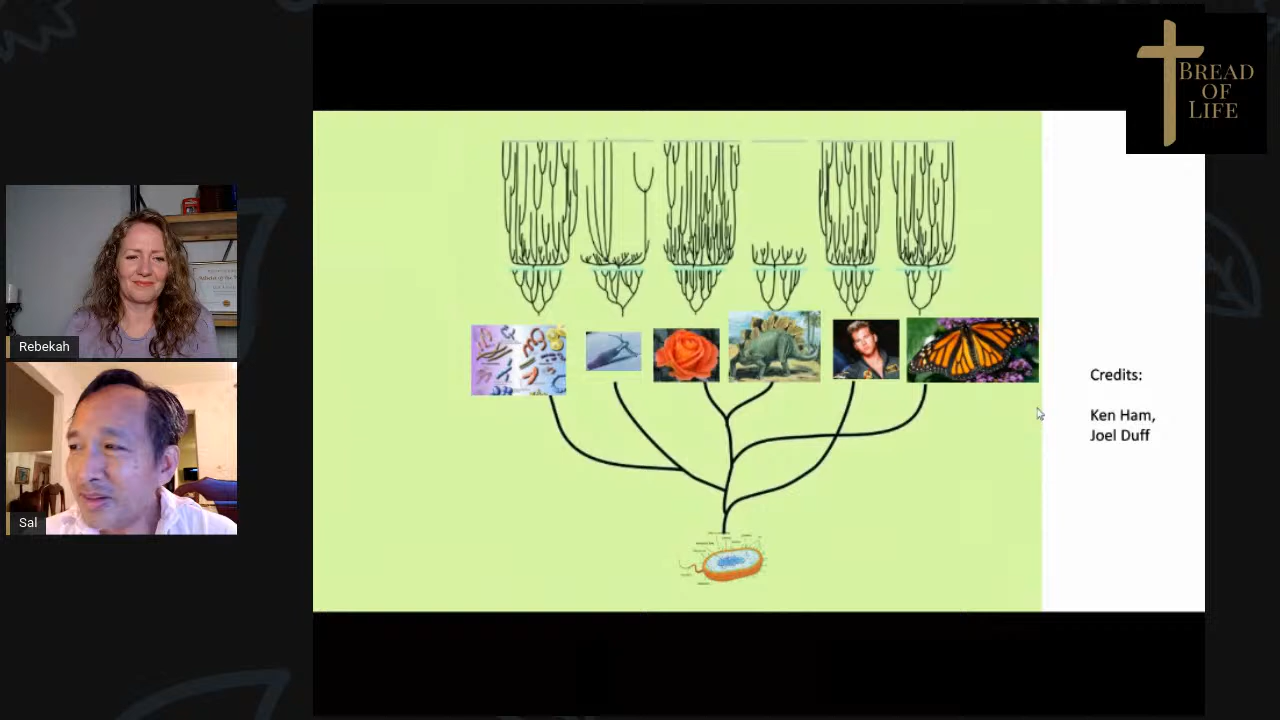 BREAD
OF
LIFE
Rebekah
Sal
Credits:
Ken Ham,
Joel Duff